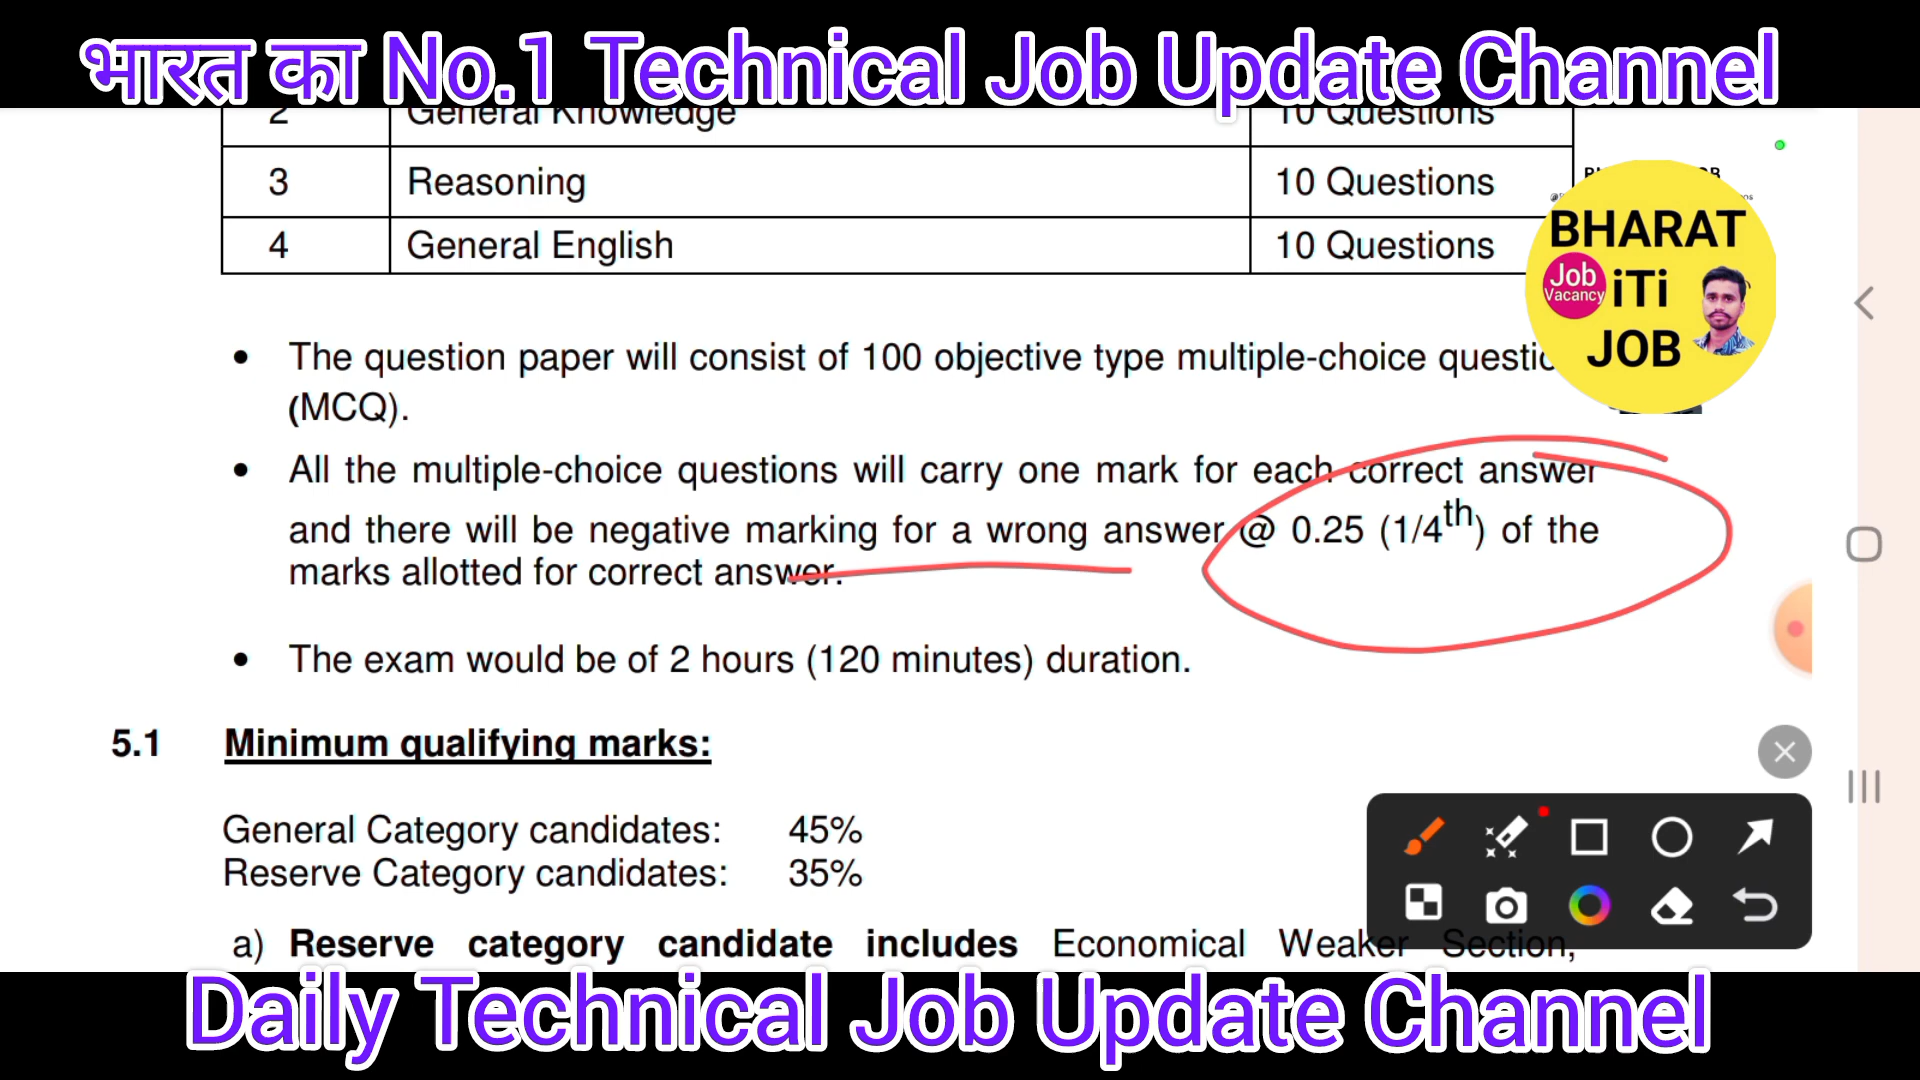 भारत का No.1 Technical Job Update Channel
2 General Knowledge 10 Questions
3 Reasoning 10 Questions
4 General English 10 Questions
BHARAT
Job Vacancy iTi
JOB
• The question paper will consist of 100 objective type multiple-choice
(MCQ).
• All the multiple-choice questions will carry one mark for each correct answer
and there will be negative marking for a wrong answer @ 0.25 (1/4th) of the
marks allotted for correct answer.
• The exam would be of 2 hours (120 minutes) duration.
5.1 Minimum qualifying marks:
General Category candidates: 45%
Reserve Category candidates: 35%
a) Reserve category candidate includes Economical Weaker Section,
Daily Technical Job Update Channel